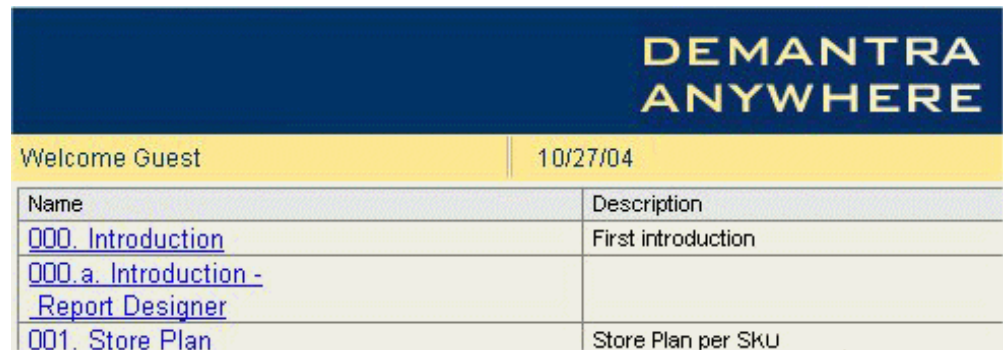 DEMANTRA
ANYWHERE
Welcome Guest 10/27/04
Name Description
000. Introduction First introduction
000.a. Introduction -
Report Designer
001. Store Plan Store Plan per SKU